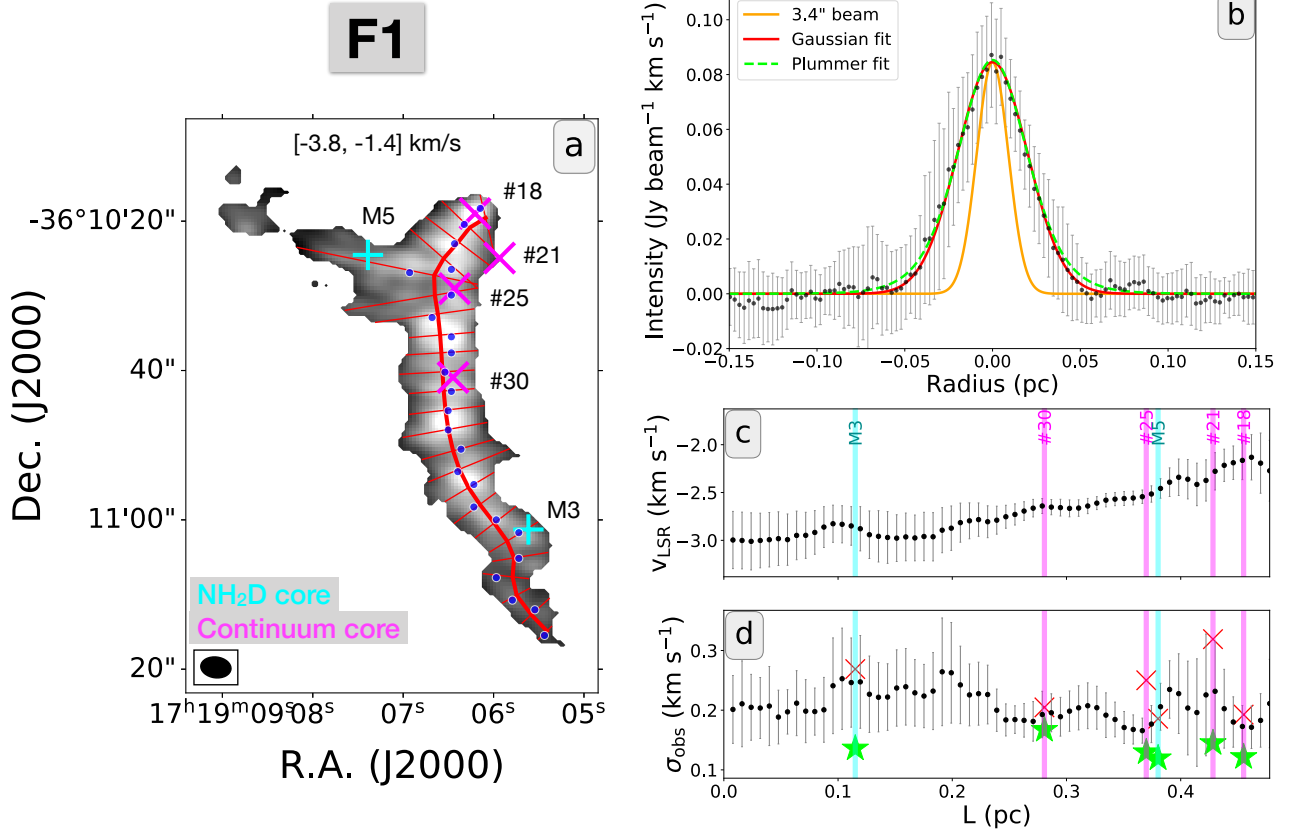 F1
a
[-3.8, -1.4] km/s
#18
M5
#21
#25
#30
M3
NH₂D core
Continuum core
-36°10'20"
40"
11'00"
20"
Dec. (J2000)
17ʰ19ᵐ09ˢ08ˢ
07ˢ
06ˢ
05ˢ
R.A. (J2000)
b
3.4" beam
Gaussian fit
Plummer fit
0.10
0.08
0.06
0.04
0.02
0.00
−0.02
Intensity (Jy beam⁻¹ km s⁻¹)
−0.15
−0.10
−0.05
0.00
0.05
0.10
0.15
Radius (pc)
c
M3
#30
#25
M5
#21
#18
−2.0
−2.5
−3.0
v_LSR (km s⁻¹)
d
0.3
0.2
0.1
σ_obs (km s⁻¹)
0.0
0.1
0.2
0.3
0.4
L (pc)